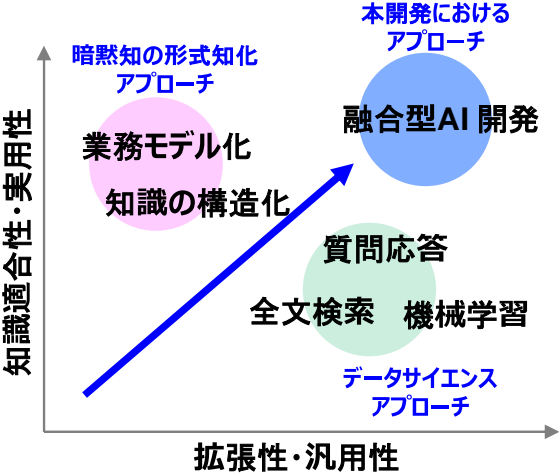 本開発における
アプローチ
暗黙知の形式知化
アプローチ
融合型AI 開発
業務モデル化
知識の構造化
質問応答
全文検索
機械学習
データサイエンス
アプローチ
知識適合性・実用性
拡張性・汎用性